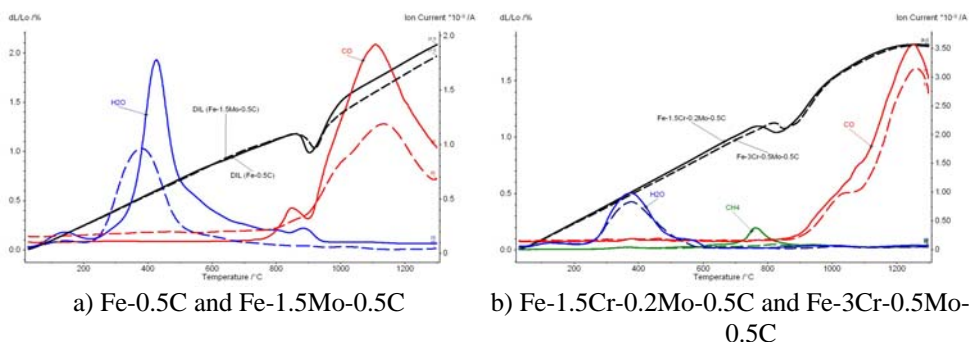 dL/Lo /%
Ion Current *10⁻⁹ /A
2.0
1.5
1.0
0.5
0.0
H2O
DIL (Fe-1.5Mo-0.5C)
DIL (Fe-0.5C)
CO
2.0
1.5
1.0
0.5
0
200
400
600
800
1000
1200
Temperature /°C
a) Fe-0.5C and Fe-1.5Mo-0.5C
dL/Lo /%
Ion Current *10⁻⁹ /A
2.0
1.5
1.0
0.5
0.0
Fe-1.5Cr-0.2Mo-0.5C
Fe-3Cr-0.5Mo-0.5C
CO
H2O
CH4
3.50
3.00
2.50
2.00
1.50
1.00
0.50
0
200
400
600
800
1000
1200
Temperature /°C
b) Fe-1.5Cr-0.2Mo-0.5C and Fe-3Cr-0.5Mo-
0.5C